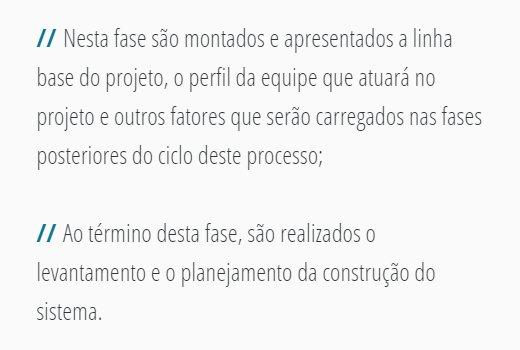 // Nesta fase são montados e apresentados a linha
base do projeto, o perfil da equipe que atuará no
projeto e outros fatores que serão carregados nas fases
posteriores do ciclo deste processo;
// Ao término desta fase, são realizados o
levantamento e o planejamento da construção do
sistema.